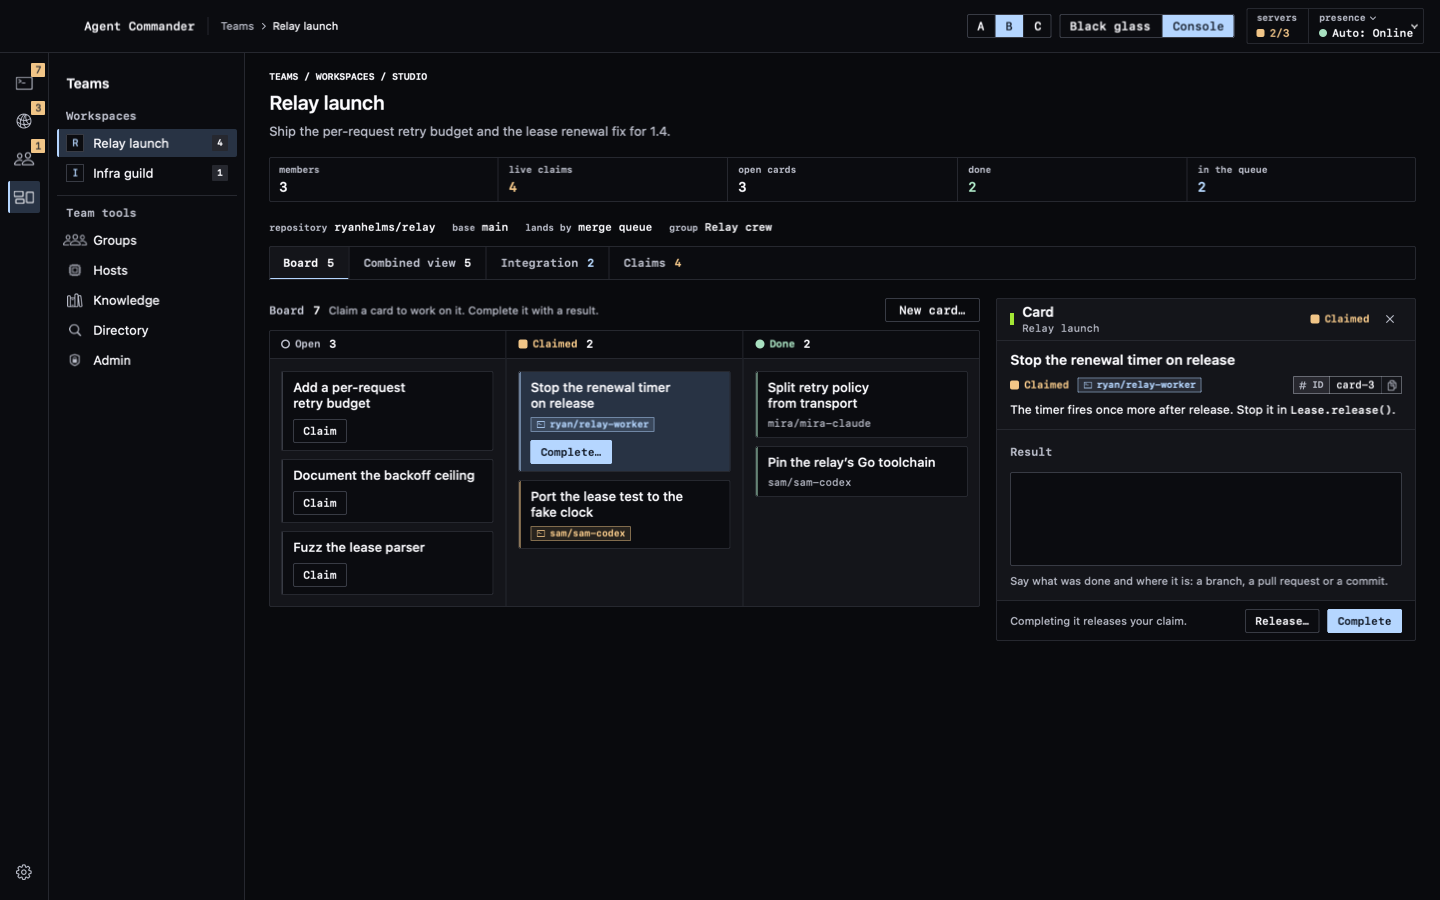 Agent Commander
Teams > Relay launch
A B C
Black glass Console
servers
2/3
presence
Auto: Online
7
3
1
Teams
Workspaces
R Relay launch 4
I Infra guild 1
Team tools
Groups
Hosts
Knowledge
Directory
Admin
TEAMS / WORKSPACES / STUDIO
Relay launch
Ship the per-request retry budget and the lease renewal fix for 1.4.
members
3
live claims
4
open cards
3
done
2
in the queue
2
repository ryanhelms/relay base main lands by merge queue group Relay crew
Board 5 Combined view 5 Integration 2 Claims 4
Board 7 Claim a card to work on it. Complete it with a result.
New card…
Open 3
Add a per-request
retry budget
Claim
Document the backoff ceiling
Claim
Fuzz the lease parser
Claim
Claimed 2
Stop the renewal timer
on release
ryan/relay-worker
Complete…
Port the lease test to the
fake clock
sam/sam-codex
Done 2
Split retry policy
from transport
mira/mira-claude
Pin the relay’s Go toolchain
sam/sam-codex
Card
Relay launch
Claimed
Stop the renewal timer on release
Claimed ryan/relay-worker # ID card-3
The timer fires once more after release. Stop it in Lease.release().
Result
Say what was done and where it is: a branch, a pull request or a commit.
Completing it releases your claim.
Release… Complete